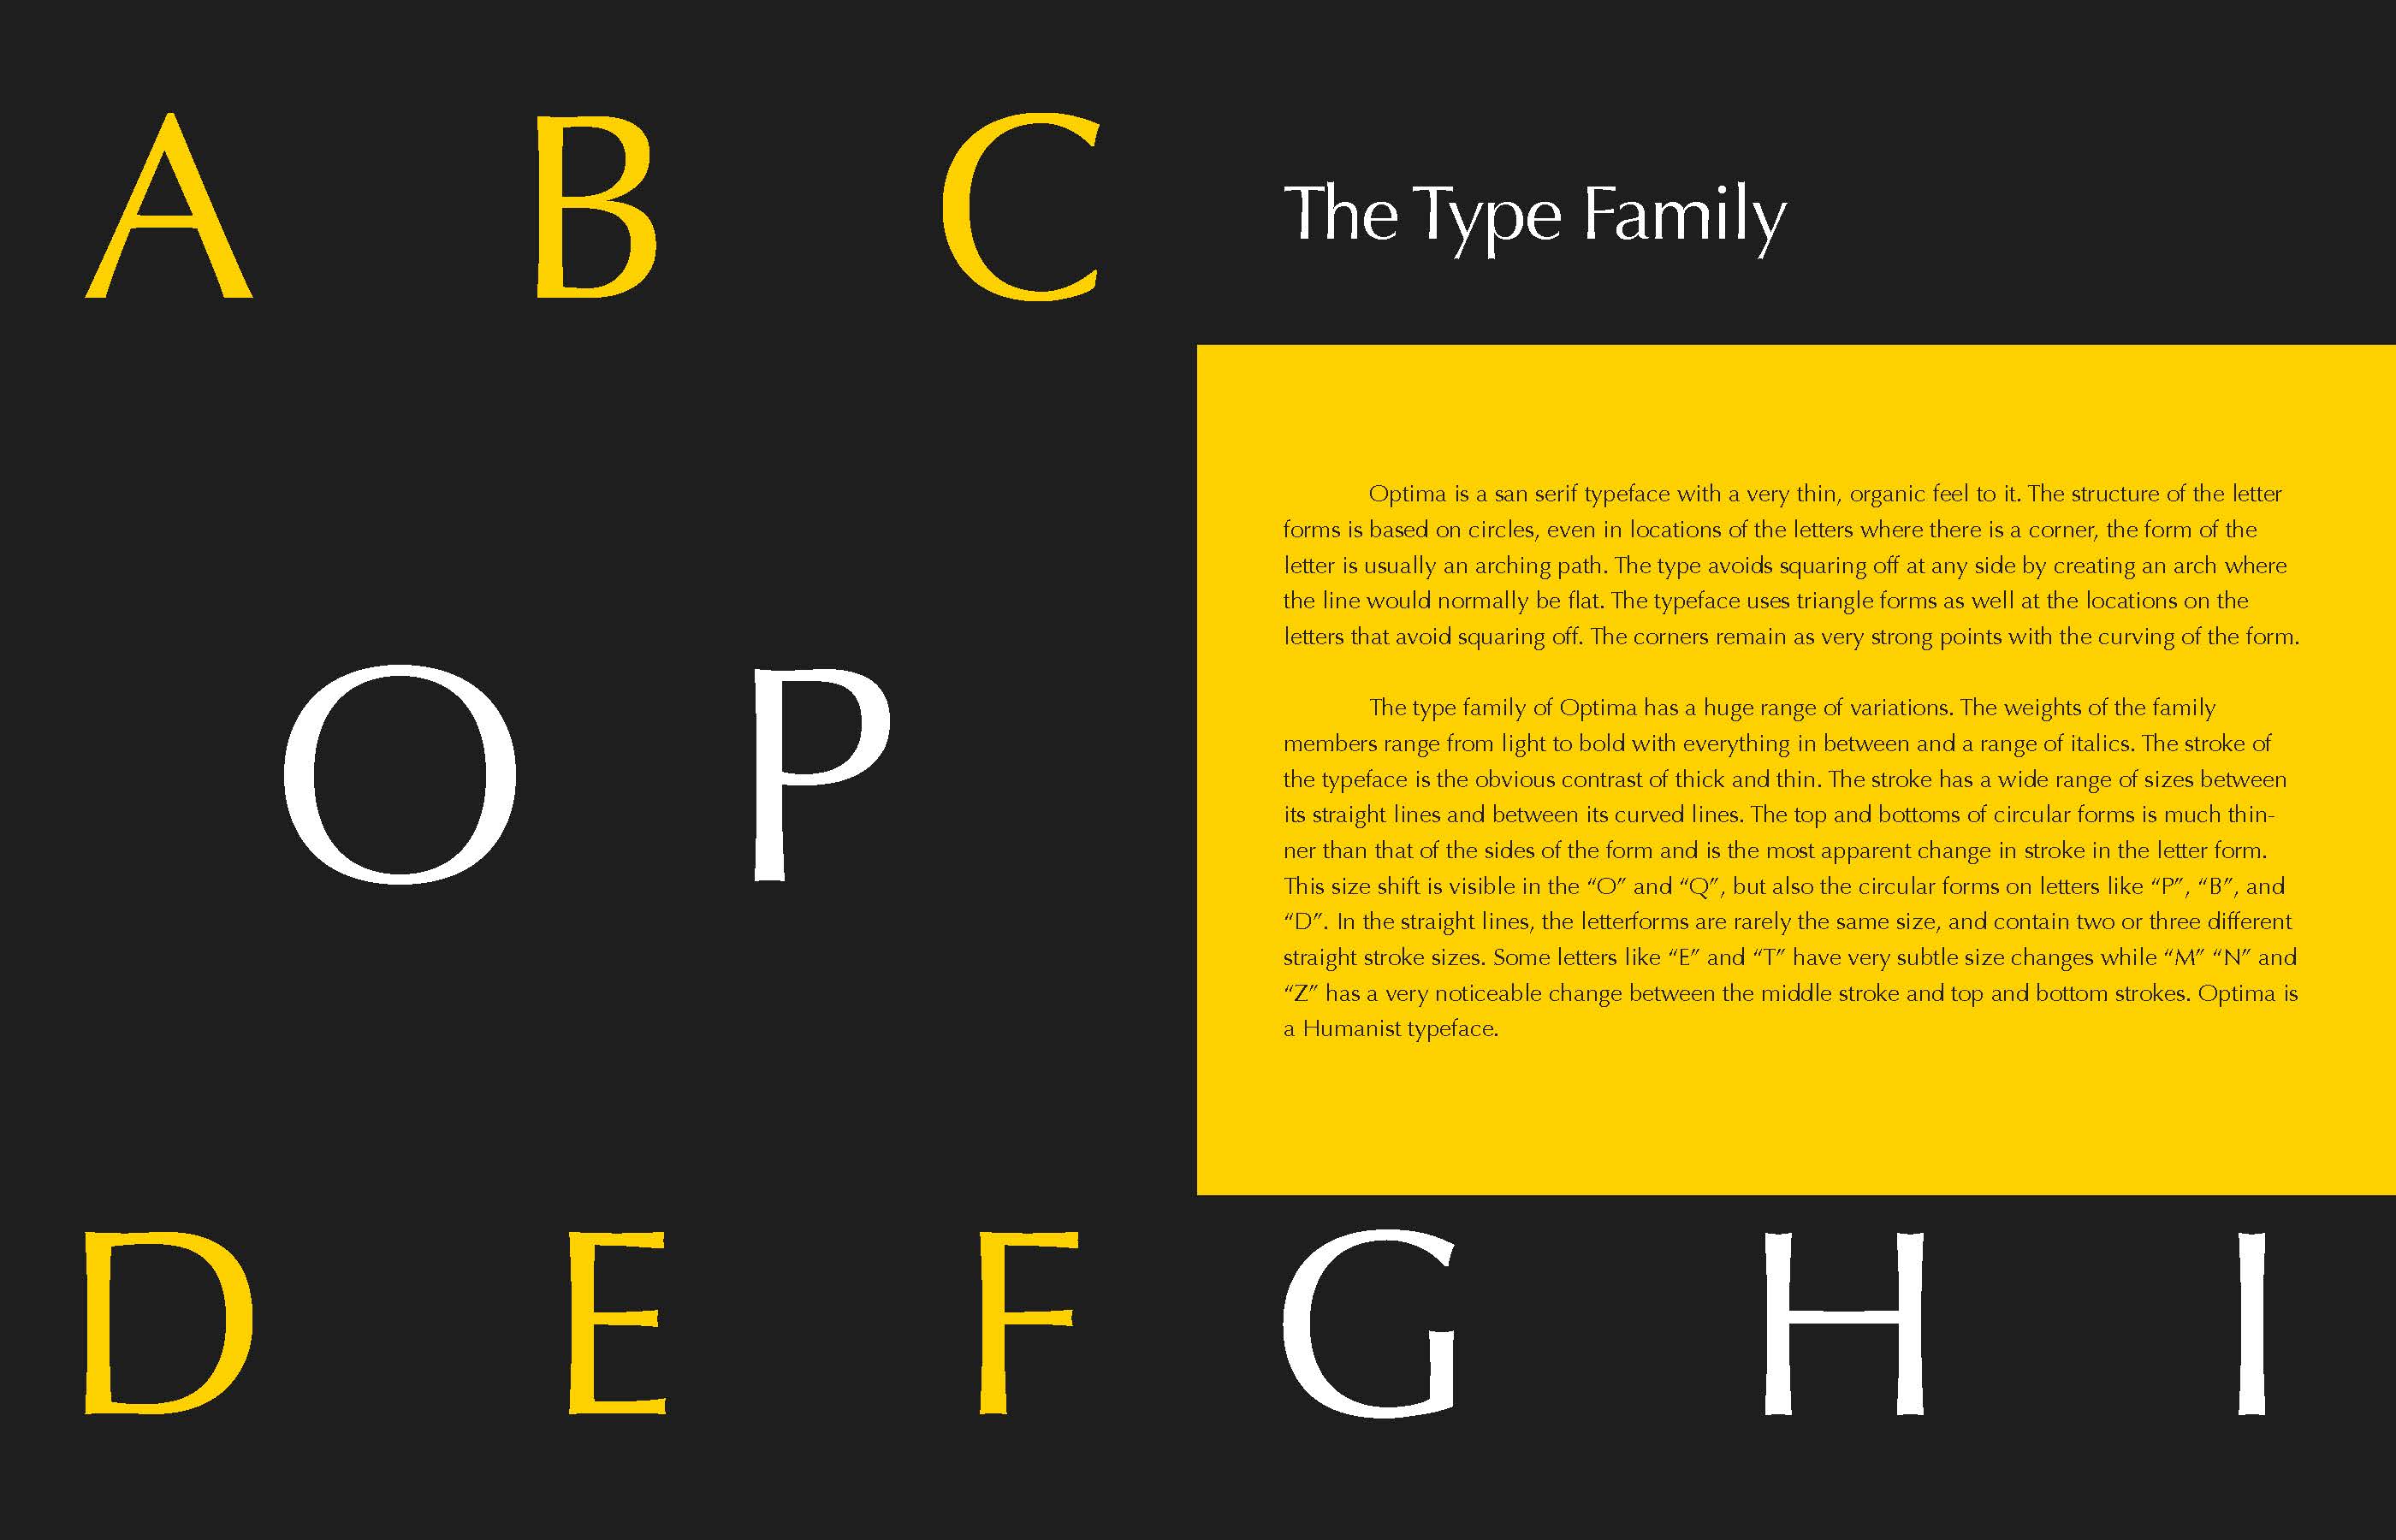 A B C
The Type Family
O P
Optima is a san serif typeface with a very thin, organic feel to it. The structure of the letter
forms is based on circles, even in locations of the letters where there is a corner, the form of the
letter is usually an arching path. The type avoids squaring off at any side by creating an arch where
the line would normally be flat. The typeface uses triangle forms as well at the locations on the
letters that avoid squaring off. The corners remain as very strong points with the curving of the form.
The type family of Optima has a huge range of variations. The weights of the family
members range from light to bold with everything in between and a range of italics. The stroke of
the typeface is the obvious contrast of thick and thin. The stroke has a wide range of sizes between
its straight lines and between its curved lines. The top and bottoms of circular forms is much thin-
ner than that of the sides of the form and is the most apparent change in stroke in the letter form.
This size shift is visible in the “O” and “Q”, but also the circular forms on letters like “P”, “B”, and
“D”. In the straight lines, the letterforms are rarely the same size, and contain two or three different
straight stroke sizes. Some letters like “E” and “T” have very subtle size changes while “M” “N” and
“Z” has a very noticeable change between the middle stroke and top and bottom strokes. Optima is
a Humanist typeface.
D E F G H I